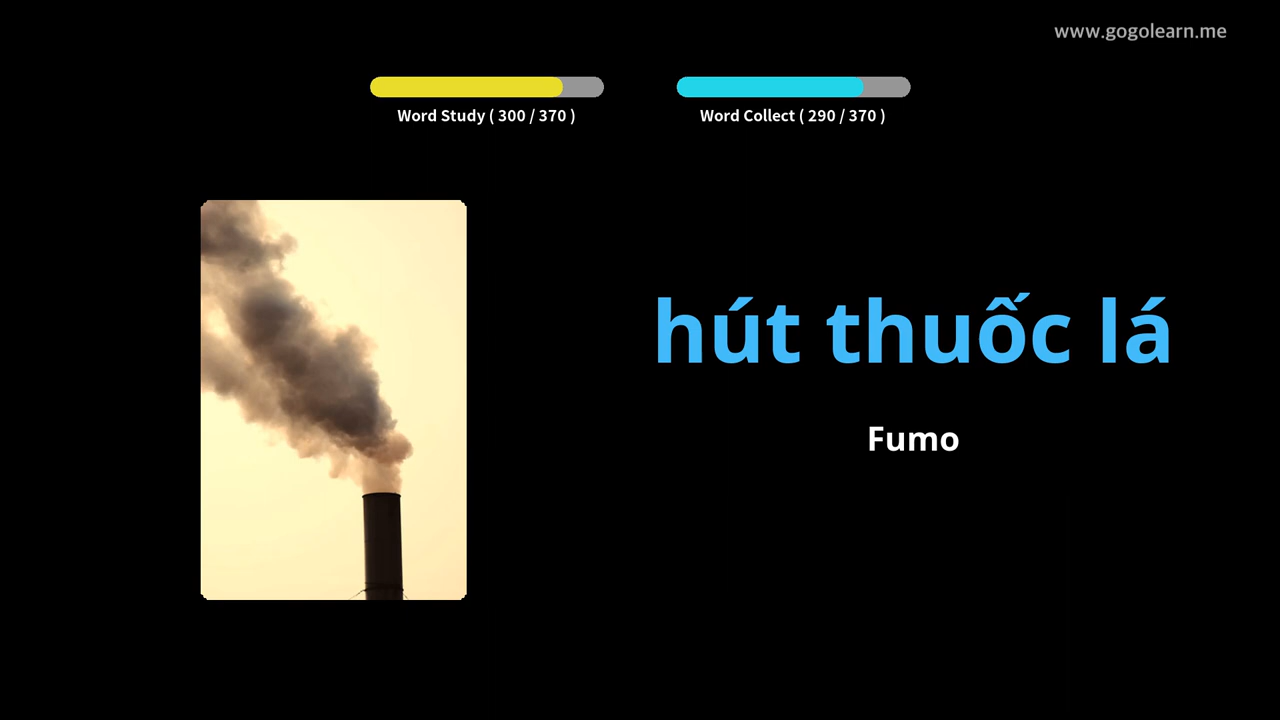 www.gogolearn.me
Word Study ( 300 / 370 )
Word Collect ( 290 / 370 )
hút thuốc lá
Fumo